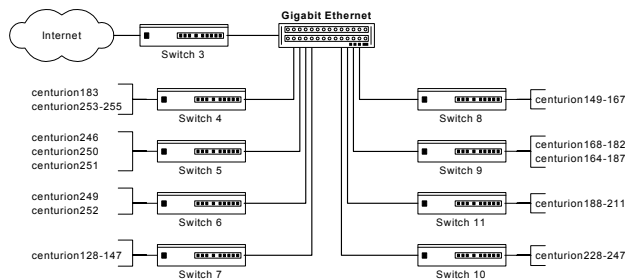 Gigabit Ethernet
Internet
Switch 3
centurion183
centurion253-255
Switch 4
centurion246
centurion250
centurion251
Switch 5
centurion249
centurion252
Switch 6
centurion128-147
Switch 7
centurion149-167
Switch 8
centurion168-182
centurion164-187
Switch 9
centurion188-211
Switch 11
centurion228-247
Switch 10